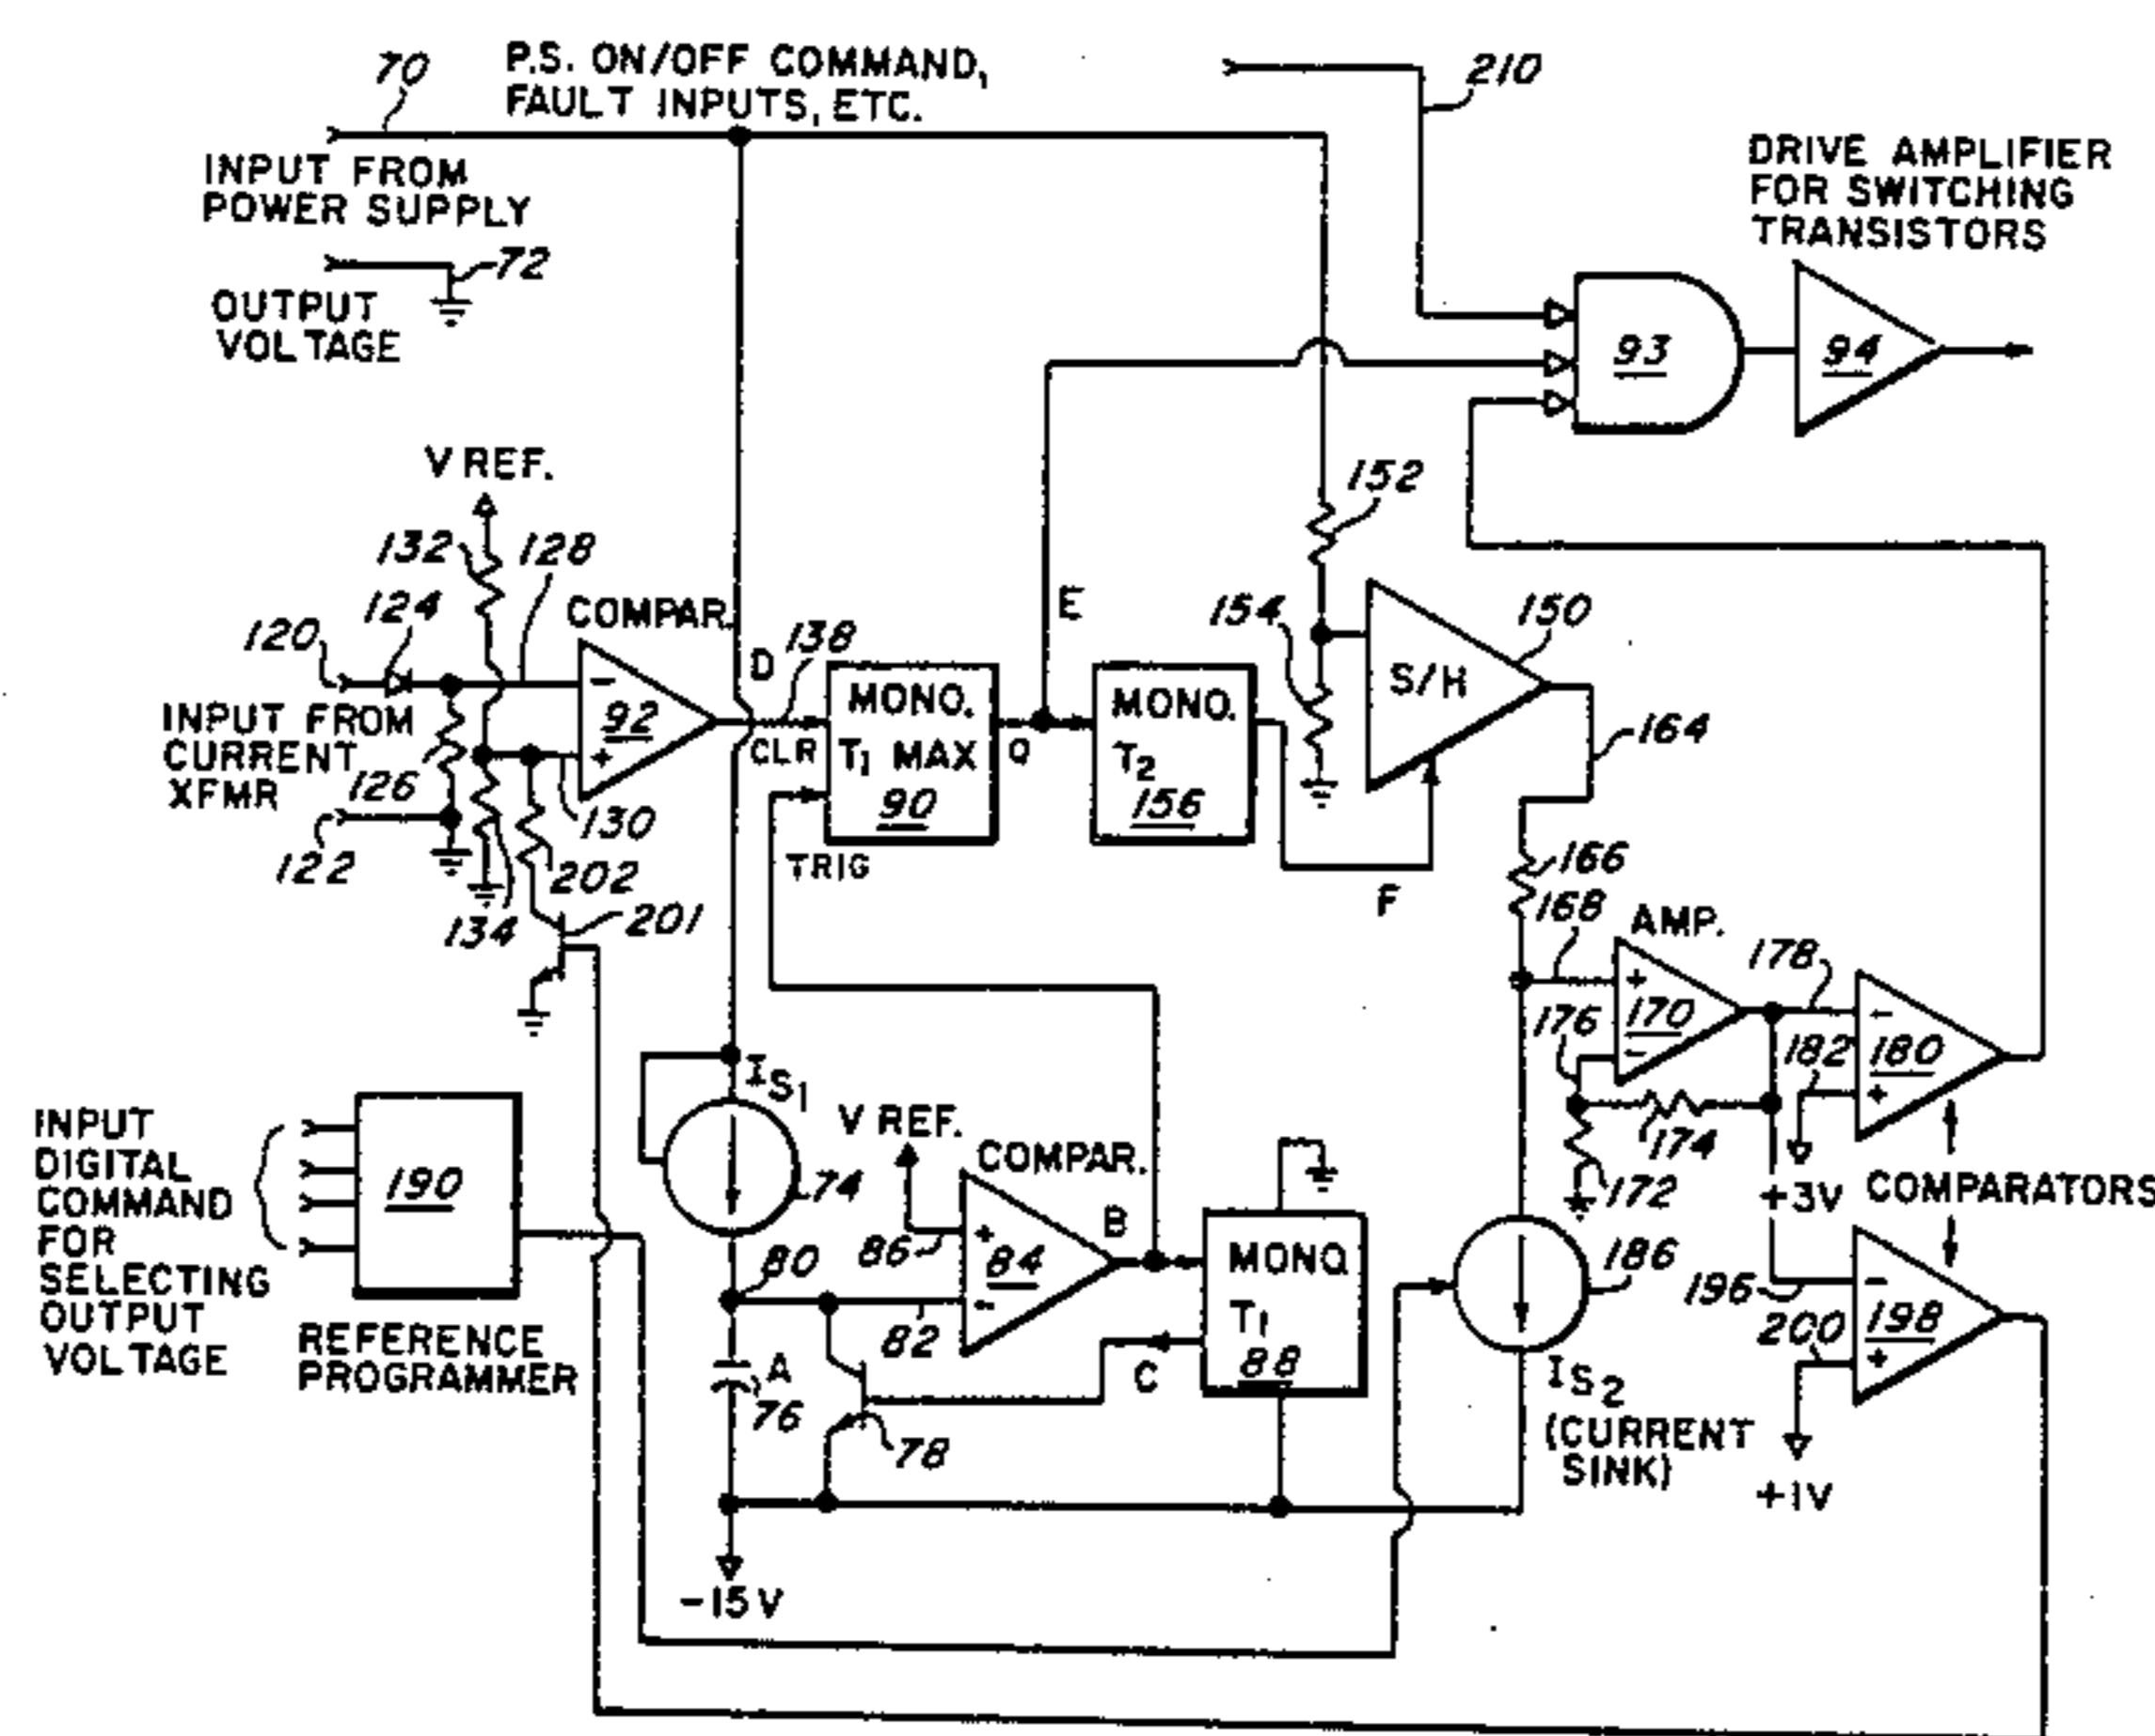 70
P.S. ON/OFF COMMAND,
FAULT INPUTS, ETC.
210
INPUT FROM
POWER SUPPLY
72
OUTPUT
VOLTAGE
DRIVE AMPLIFIER
FOR SWITCHING
TRANSISTORS
93
94
V REF.
132
128
124
COMPAR.
120
92
-
+
INPUT FROM
CURRENT
XFMR
126
122
130
134
202
201
D
138
CLR
MONO.
T1 MAX
90
TRIG
Q
E
MONO.
T2
156
152
154
S/H
150
164
F
166
168
AMP.
+
170
-
176
174
172
178
-
182
180
+
+3V
COMPARATORS
INPUT
DIGITAL
COMMAND
FOR
SELECTING
OUTPUT
VOLTAGE
190
REFERENCE
PROGRAMMER
IS1
74
V REF.
COMPAR.
86
+
84
-
B
80
82
MONO
T1
88
C
A
76
78
-15V
186
IS2
(CURRENT
SINK)
196
-
198
200
+
+1V